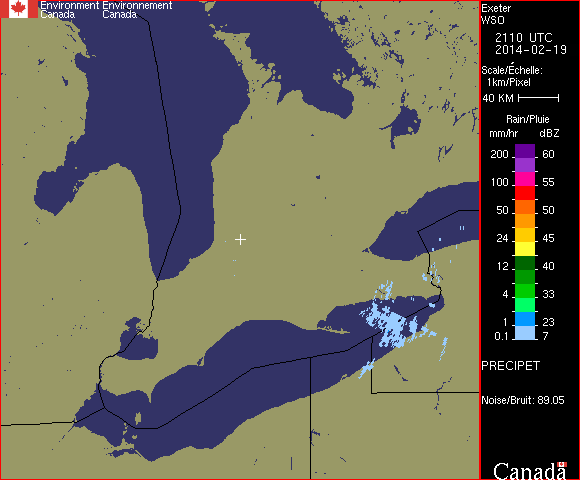 Environment Environnement
Canada Canada
Exeter
WSO
2110 UTC
2014-02-19
Scale/Échelle:
1km/Pixel
40 KM
Rain/Pluie
mm/hr dBZ
200 60
100 55
50 50
24 45
12 40
4 33
2 23
0.1 7
PRECIPET
Noise/Bruit: 89.05
Canada